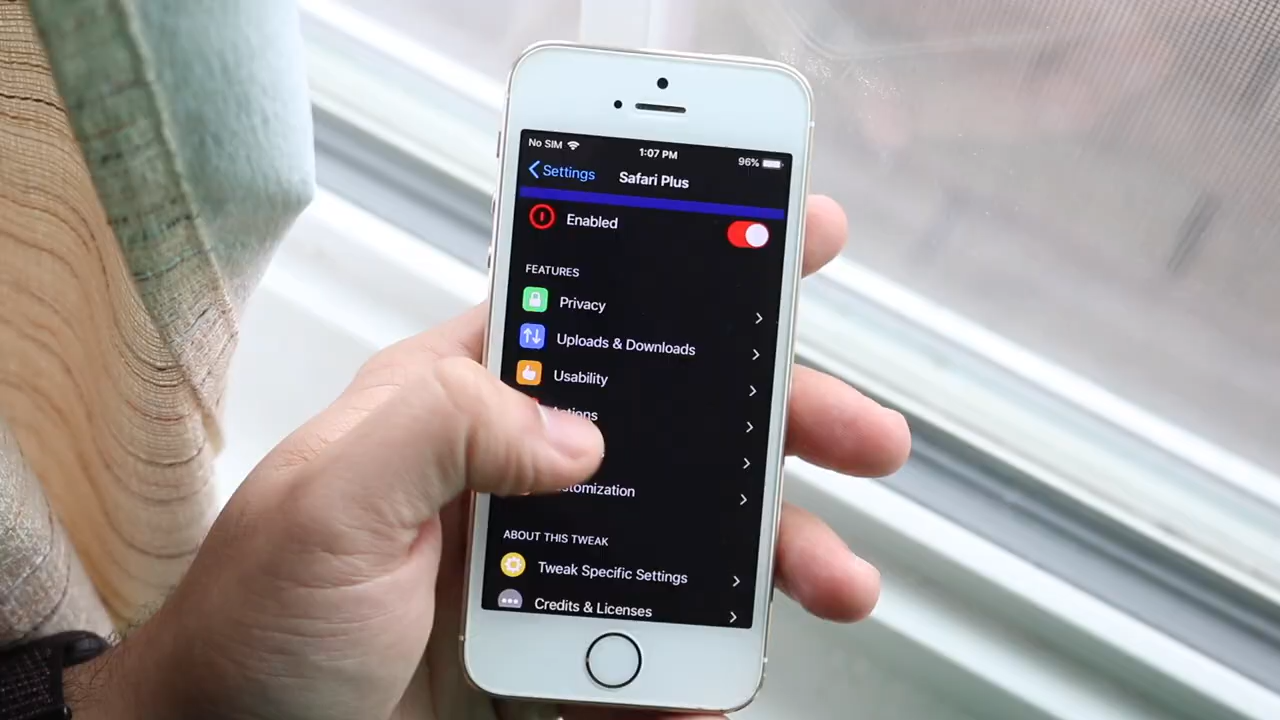 No SIM 1:07 PM 96%
Settings Safari Plus
Enabled
FEATURES
Privacy
Uploads & Downloads
Usability
ABOUT THIS TWEAK
Tweak Specific Settings
Credits & Licenses